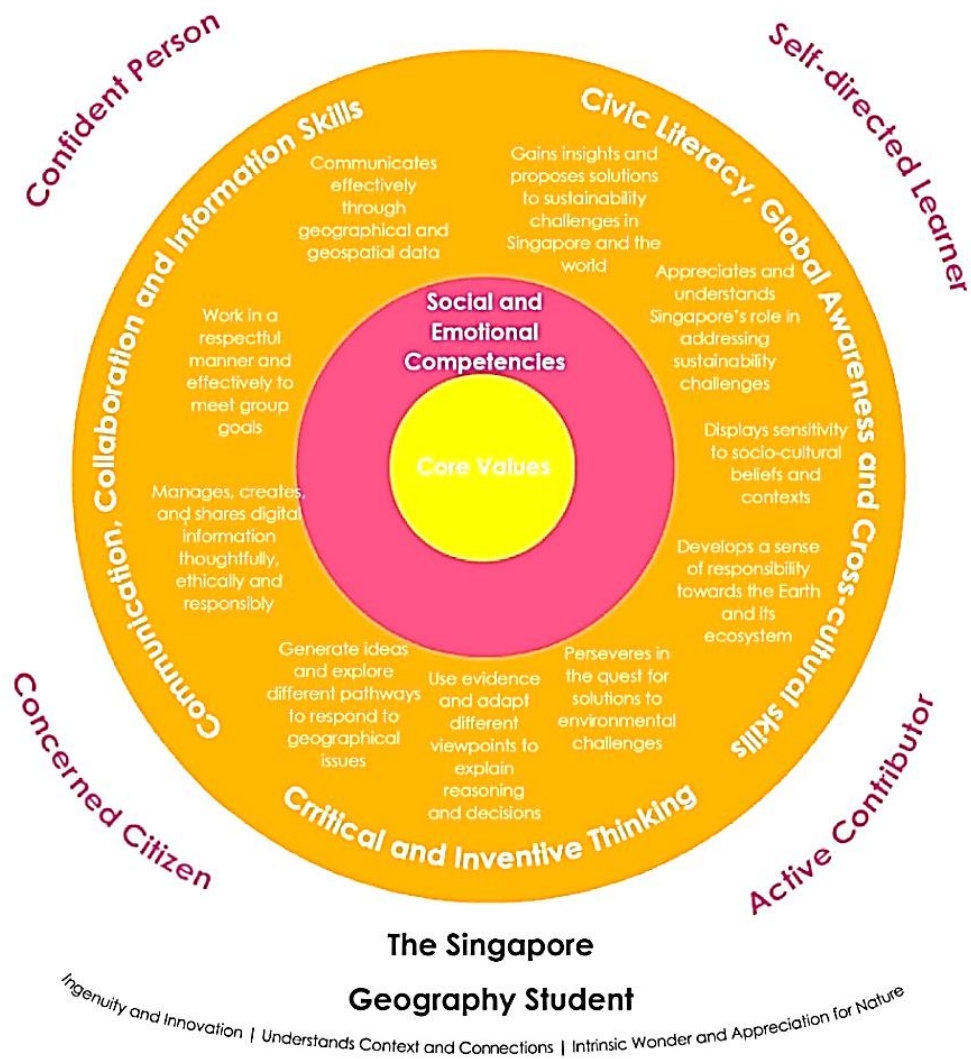 Confident Person
Self-directed Learner
Communication, Collaboration and Information Skills
Civic Literacy, Global Awareness and Cross-cultural skills
Communicates
effectively
through
geographical and
geospatial data
Gains insights and
proposes solutions
to sustainability
challenges in
Singapore and the
world
Appreciates and
understands
Singapore's role in
addressing
sustainability
challenges
Work in a
respectful
manner and
effectively to
meet group
goals
Social and
Emotional
Competencies
Core Values
Displays sensitivity
to socio-cultural
beliefs and
contexts
Manages, creates,
and shares digital
information
thoughtfully,
ethically and
responsibly
Develops a sense
of responsibility
towards the Earth
and Its
ecosystem
Generate ideas
and explore
different pathways
to respond to
geographical
issues
Use evidence
and adapt
different
viewpoints to
explain
reasoning
and decisions
Perseveres in
the quest for
solutions to
environmental
challenges
Crritical and Inventive Thinking
Concerned Citizen
Active Contributor
The Singapore
Geography Student
Ingenuity and Innovation | Understands Context and Connections | Intrinsic Wonder and Appreciation for Nature